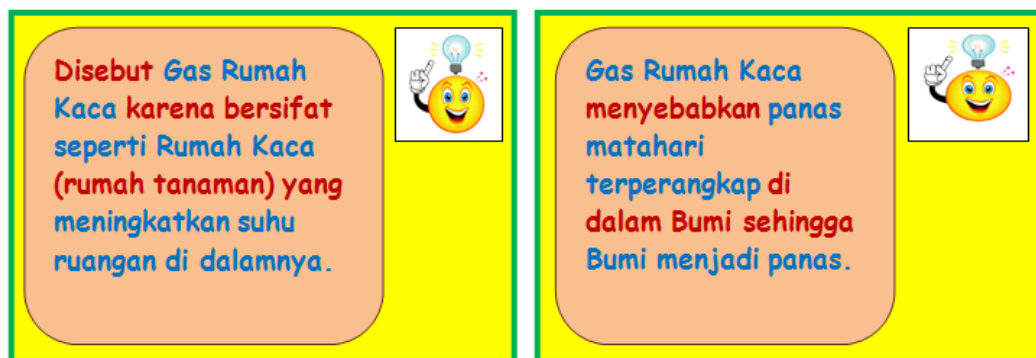 Disebut Gas Rumah
Kaca karena bersifat
seperti Rumah Kaca
(rumah tanaman) yang
meningkatkan suhu
ruangan di dalamnya.
Gas Rumah Kaca
menyebabkan panas
matahari
terperangkap di
dalam Bumi sehingga
Bumi menjadi panas.